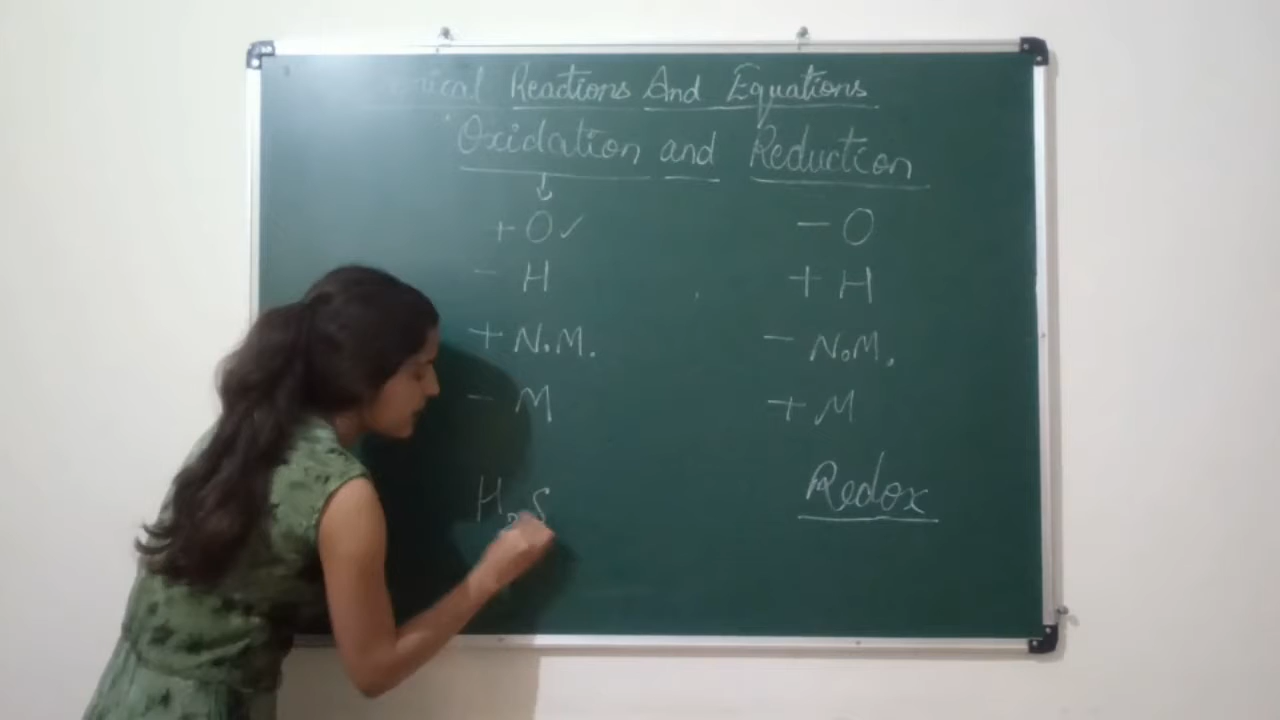 Reactions And Equations
Oxidation and Reduction
+ O ✓ - O
- H + H
+ N.M. - N.M.
- M + M
H₂S Redox